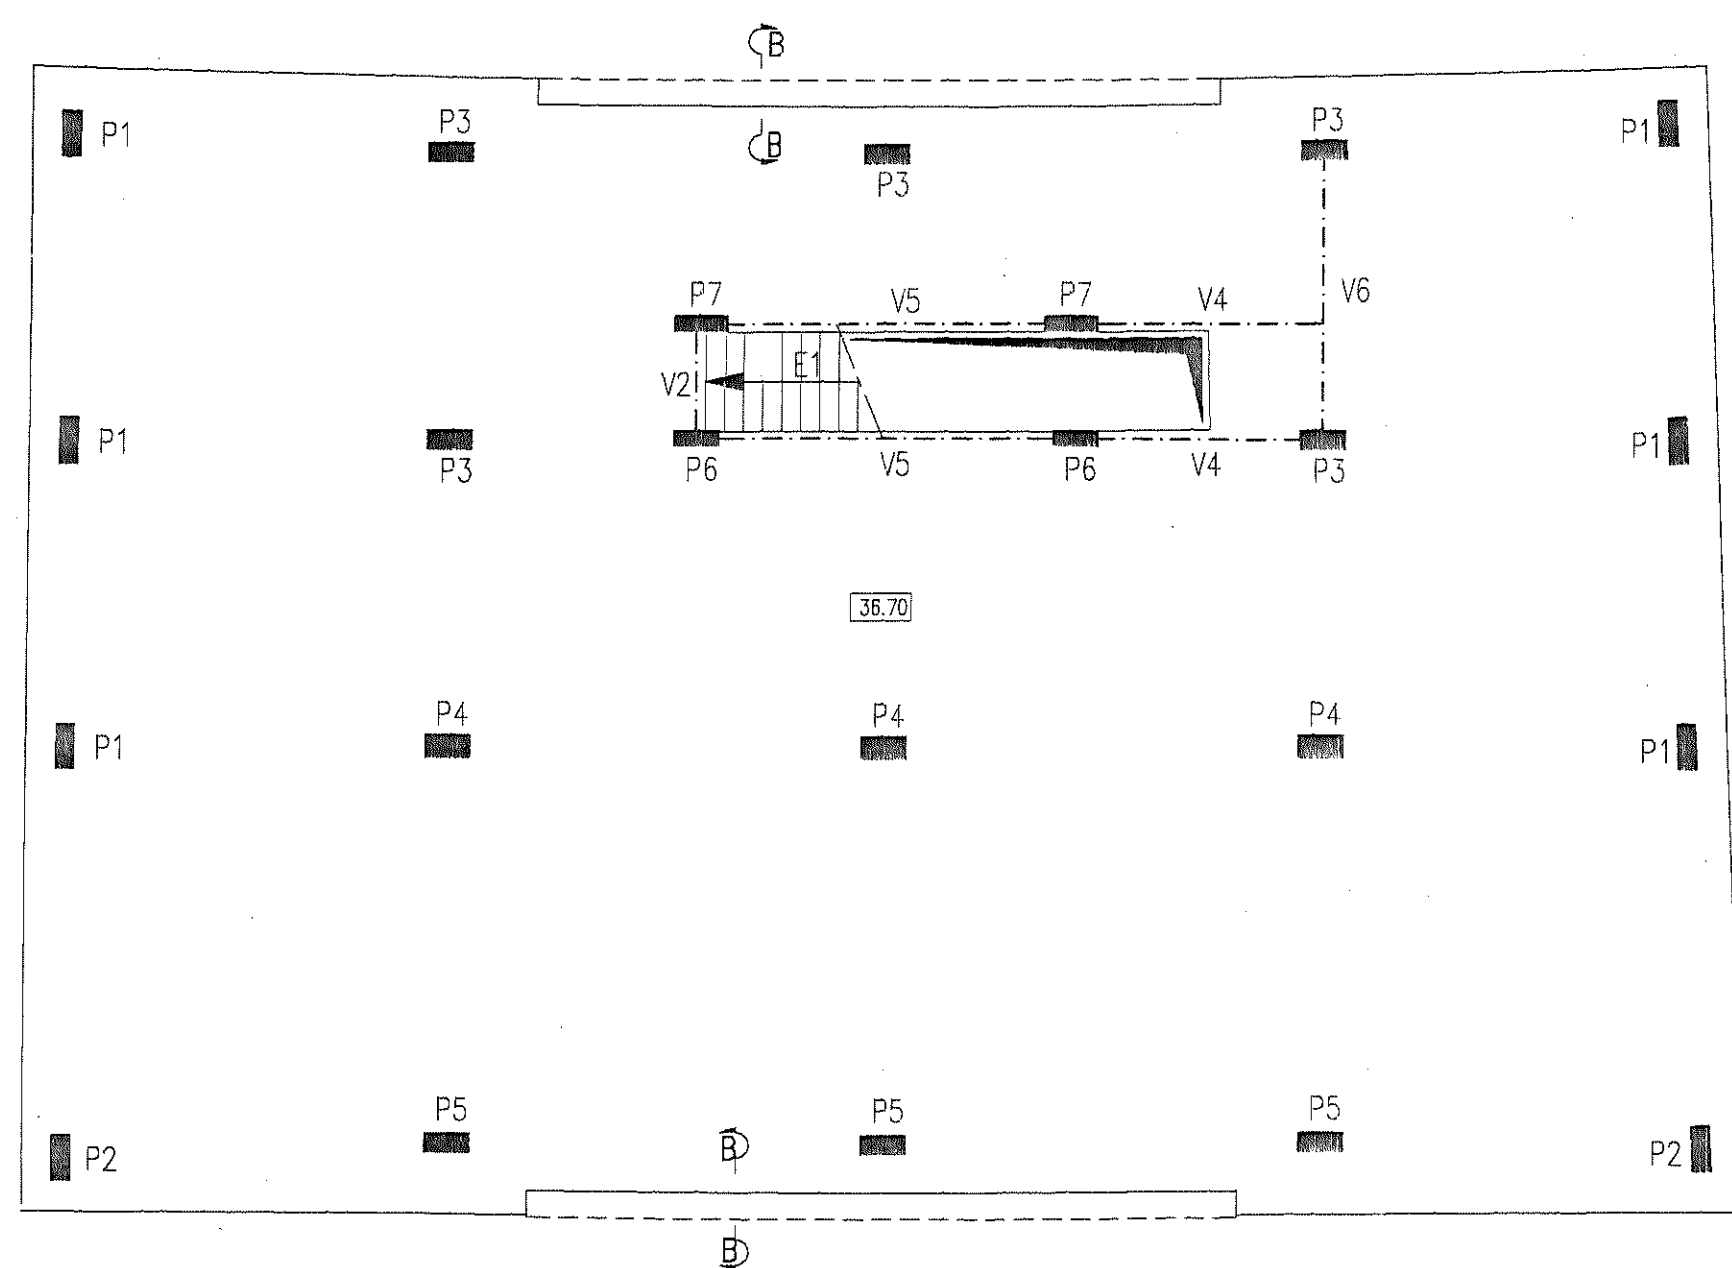 B
P1 P3 B P3 P1
P3
P7 V5 P7 V4 V6
V2 E1
P1 P3 P6 V5 P6 V4 P3 P1
36.70
P4 P4 P4
P1 P1
P5 P5 P5
P2 B P2
B